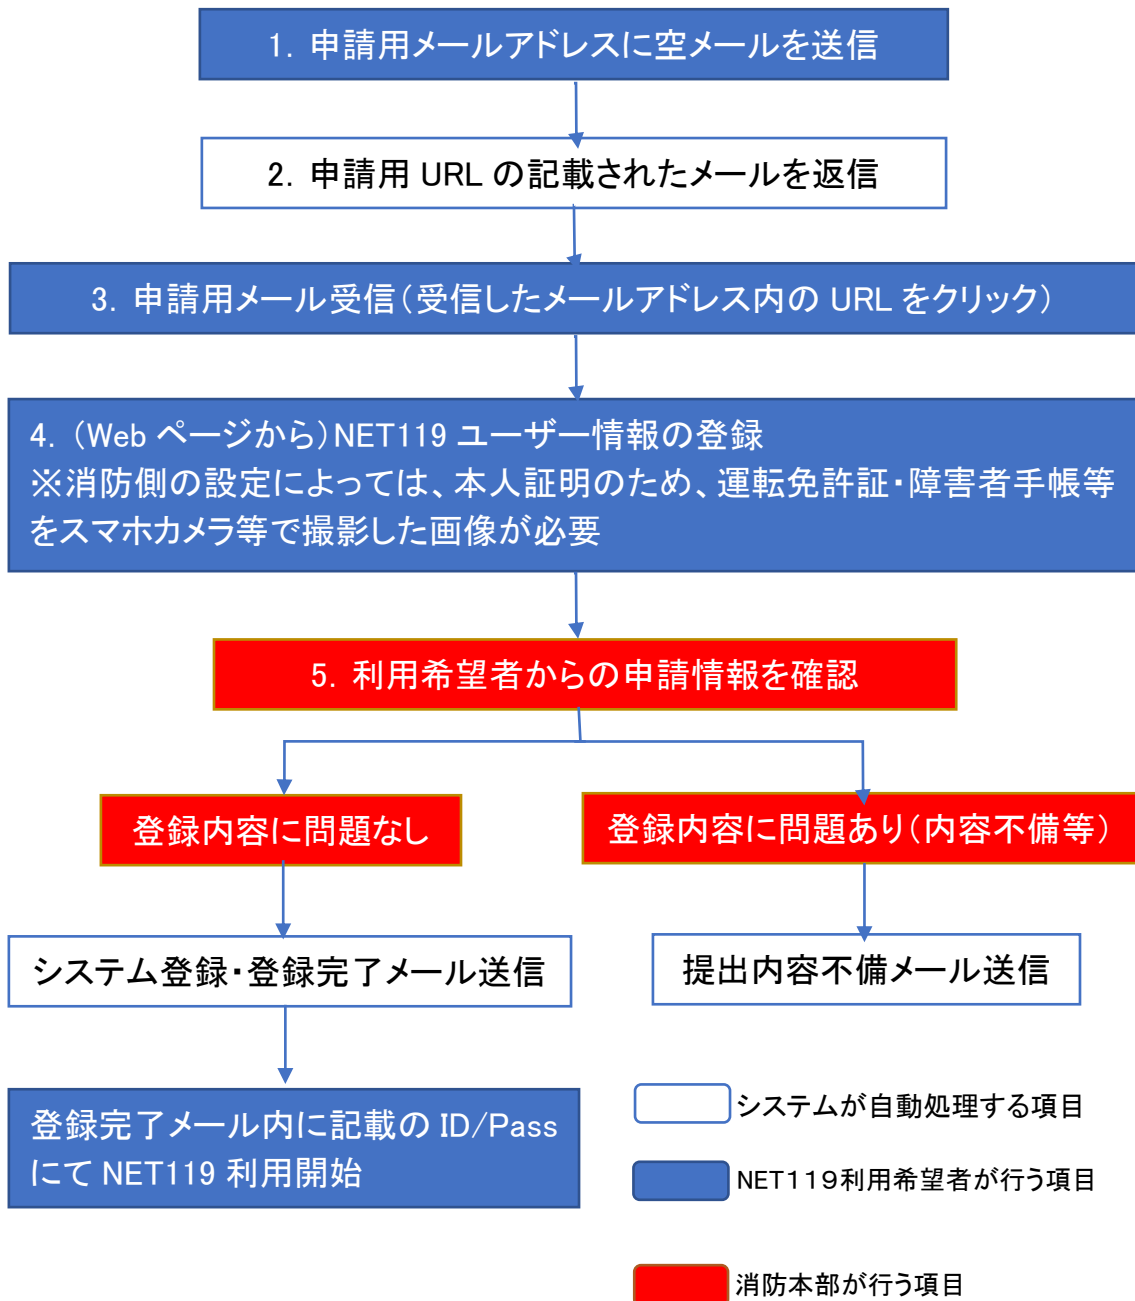 1. 申請用メールアドレスに空メールを送信
2. 申請用 URL の記載されたメールを返信
3. 申請用メール受信（受信したメールアドレス内の URL をクリック）
4. （Web ページから）NET119 ユーザー情報の登録
※消防側の設定によっては、本人証明のため、運転免許証・障害者手帳等
をスマホカメラ等で撮影した画像が必要
5. 利用希望者からの申請情報を確認
登録内容に問題なし
登録内容に問題あり（内容不備等）
システム登録・登録完了メール送信
提出内容不備メール送信
登録完了メール内に記載の ID/Pass
にて NET119 利用開始
システムが自動処理する項目
NET１１９利用希望者が行う項目
消防本部が行う項目